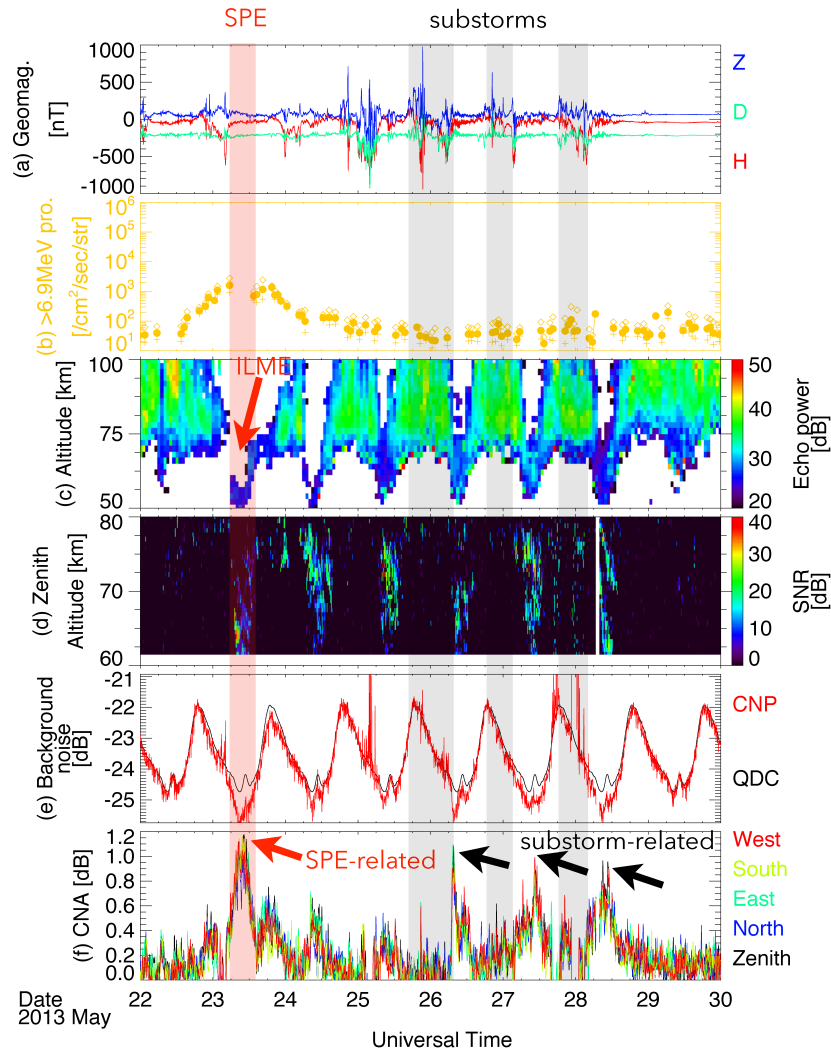 SPE substorms
(a) Geomag.
[nT]
1000
500
0
-500
-1000
Z
D
H
(b) >6.9MeV pro.
[/cm²/sec/str]
10⁶
10⁵
10⁴
10³
10²
10¹
ILME
(c) Altitude [km]
100
75
50
50
40
30
20
Echo power
[dB]
(d) Zenith
Altitude [km]
80
70
60
40
30
20
10
0
SNR
[dB]
(e) Background
noise
[dB]
-21
-22
-23
-24
-25
CNP
QDC
(f) CNA [dB]
1.2
1.0
0.8
0.6
0.4
0.2
0.0
SPE-related
substorm-related
West
South
East
North
Zenith
22 23 24 25 26 27 28 29 30
Date
2013 May
Universal Time